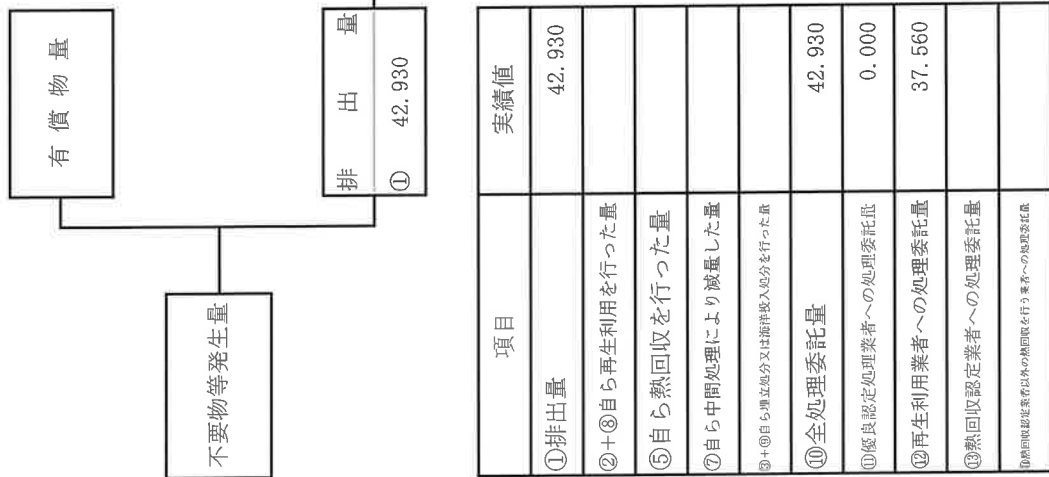 有償物量
排出量
① 42.930
不要物等発生量
項目 実績値
①排出量 42.930
②+⑧自ら再生利用を行った量
⑤自ら熱回収を行った量
⑦自ら中間処理により減量した量
③+⑨自ら埋立処分又は海洋投入処分を行った量
⑩全処理委託量 42.930
⑪優良認定処理業者への処理委託量 0.000
⑫再生利用業者への処理委託量 37.560
⑬熱回収認定業者への処理委託量
⑭熱回収認定業者以外の熱回収を行う業者への処理委託量